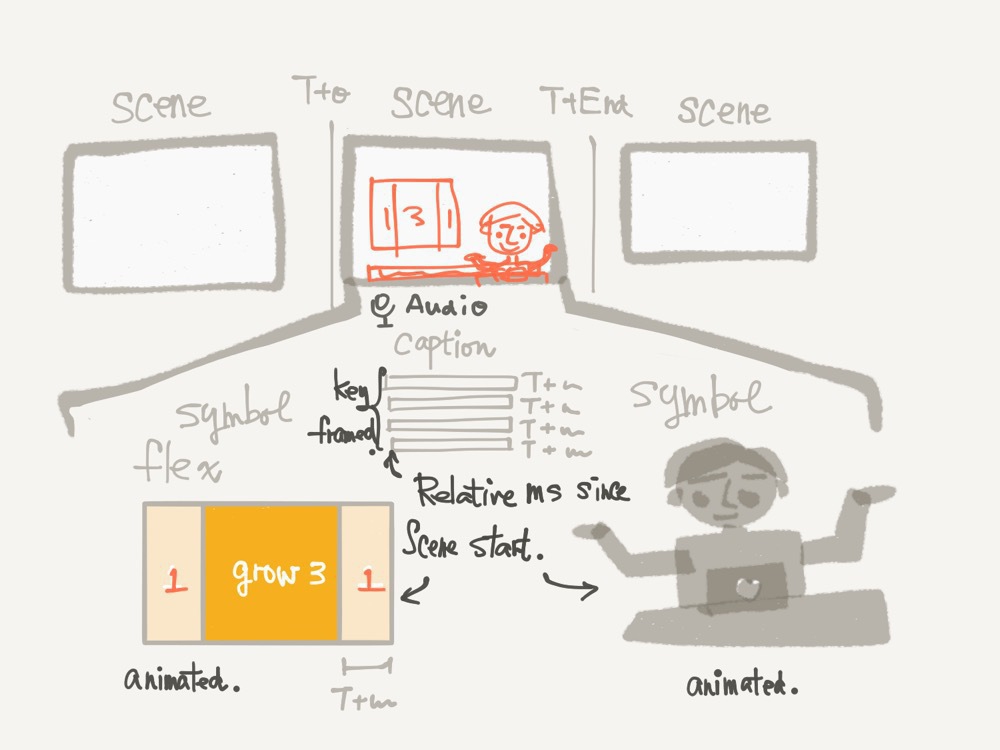 Scene
T+0
Scene
T+End
Scene
1 3 1
Audio
Caption
key
framed.
T+n
T+n
T+m
T+m
Symbol
flex
Symbol
Relative ms since
Scene start.
1
grow 3
1
animated.
T+m
animated.